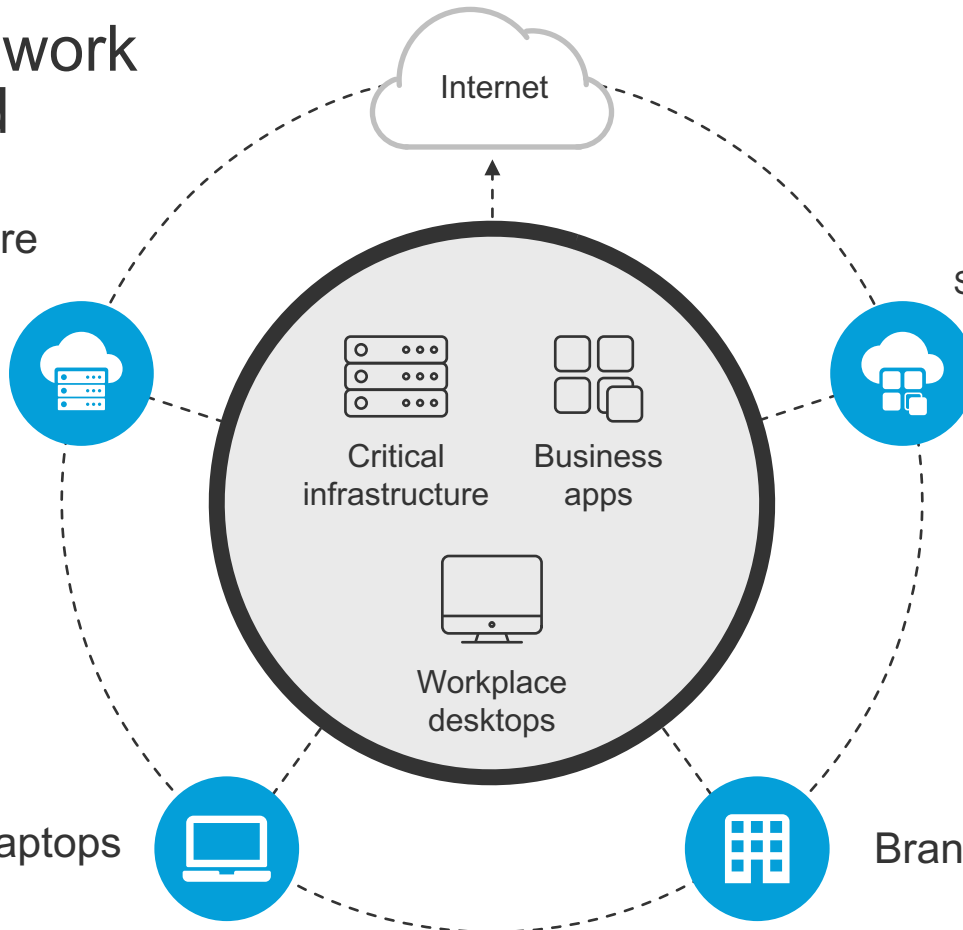 work
Internet
re
Critical
infrastructure
Business
apps
Workplace
desktops
aptops
Bran